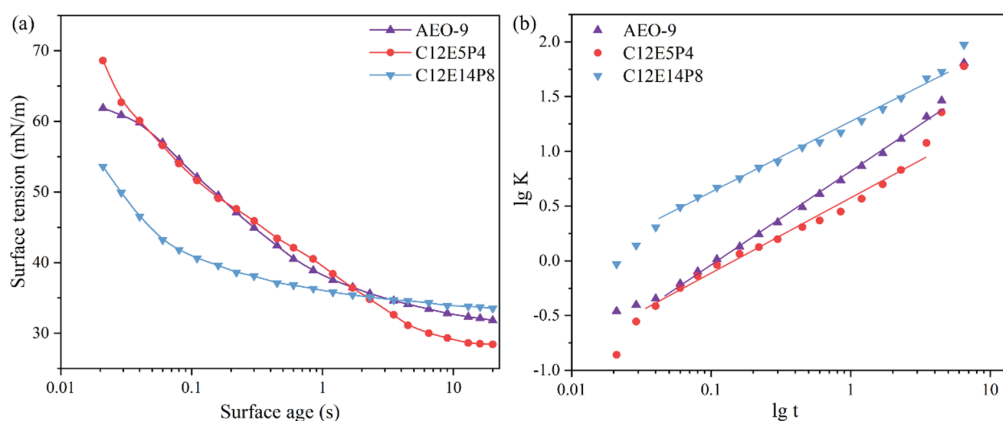 (a)
AEO-9
C12E5P4
C12E14P8
Surface tension (mN/m)
70
60
50
40
30
0.01
0.1
1
10
Surface age (s)
(b)
AEO-9
C12E5P4
C12E14P8
lg K
2.0
1.5
1.0
0.5
0.0
-0.5
-1.0
0.01
0.1
1
10
lg t